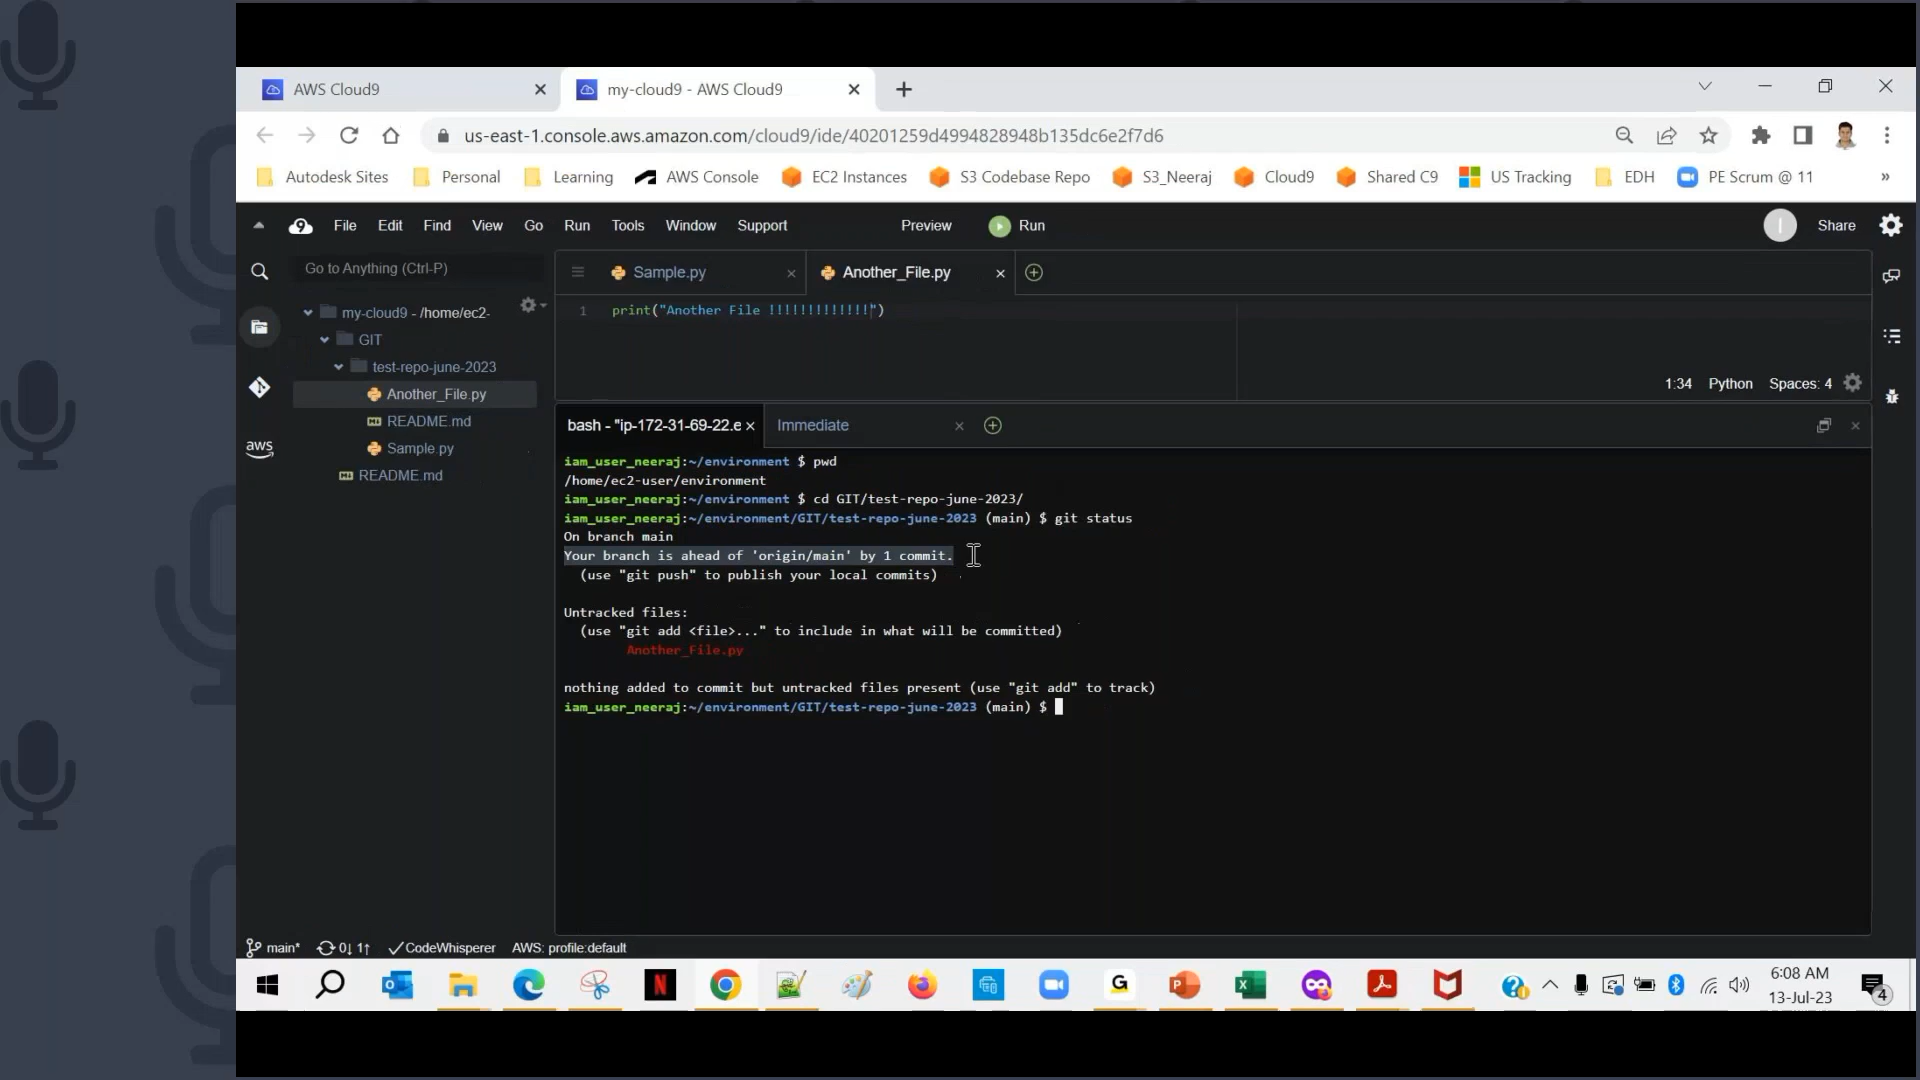 AWS Cloud9
my-cloud9 - AWS Cloud9
us-east-1.console.aws.amazon.com/cloud9/ide/40201259d4994828948b135dc6e2f7d6
Autodesk Sites Personal Learning AWS Console EC2 Instances S3 Codebase Repo S3_Neeraj Cloud9 Shared C9 US Tracking EDH PE Scrum @ 11 »
9 File Edit Find View Go Run Tools Window Support Preview Run I Share
Go to Anything (Ctrl-P)
my-cloud9 - /home/ec2-
GIT
test-repo-june-2023
Another_File.py
README.md
Sample.py
README.md
aws
Sample.py Another_File.py
1 print("Another File !!!!!!!!!!!!!")
1:34 Python Spaces: 4
bash - "ip-172-31-69-22.e Immediate
iam_user_neeraj:~/environment $ pwd
/home/ec2-user/environment
iam_user_neeraj:~/environment $ cd GIT/test-repo-june-2023/
iam_user_neeraj:~/environment/GIT/test-repo-june-2023 (main) $ git status
On branch main
Your branch is ahead of 'origin/main' by 1 commit.
(use "git push" to publish your local commits)
Untracked files:
(use "git add <file>..." to include in what will be committed)
Another_File.py
nothing added to commit but untracked files present (use "git add" to track)
iam_user_neeraj:~/environment/GIT/test-repo-june-2023 (main) $
main* 0↓ 1↑ CodeWhisperer AWS: profile:default
6:08 AM
13-Jul-23
4